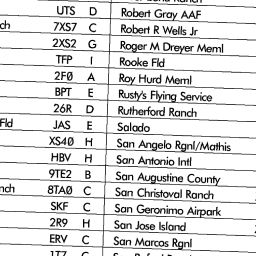 UTS D Robert Gray AAF
ch 7XS7 C Robert R Wells Jr
2XS2 G Roger M Dreyer Meml
TFP I Rooke Fld
2F0 A Roy Hurd Meml
BPT E Rusty's Flying Service
26R D Rutherford Ranch
Fld JAS E Salado
XS40 H San Angelo Rgnl/Mathis
HBV H San Antonio Intl
9TE2 B San Augustine County
nch 8TA0 C San Christoval Ranch
SKF C San Geronimo Airpark
2R9 H San Jose Island
ERV C San Marcos Rgnl